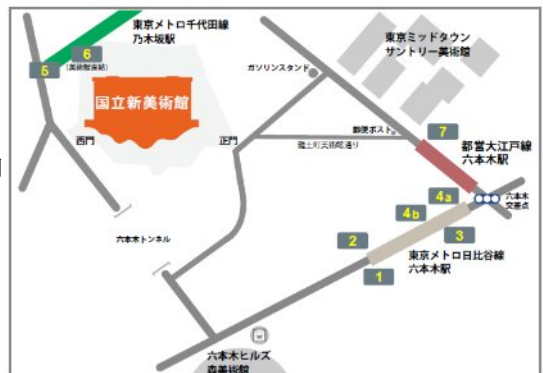 東京メトロ千代田線
乃木坂駅
6
(美術館直結)
5
国立新美術館
西門
正門
ガソリンスタンド
東京ミッドタウン
サントリー美術館
郵便ポスト
龍土町美術館通り
7
都営大江戸線
六本木駅
4a
六本木
交差点
4b
3
2
1
東京メトロ日比谷線
六本木駅
六本木トンネル
六本木ヒルズ
森美術館